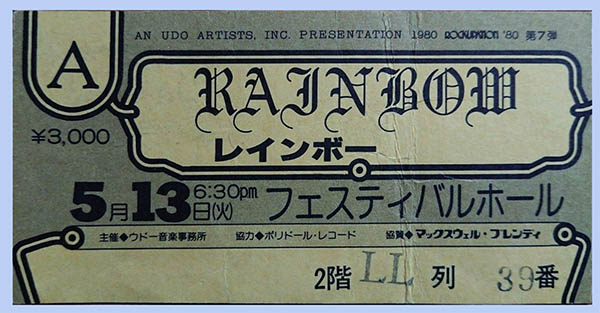 AN UDO ARTISTS, INC. PRESENTATION 1980 ROCKUPATION '80 第7弾
A
RAINBOW
¥3,000
レインボー
5月13日(火) 6:30pm フェスティバルホール
主催◆ウドー音楽事務所 協力◆ポリドール・レコード 協賛◆マックスウェル・ブレンディ
2階 LL 列 39番